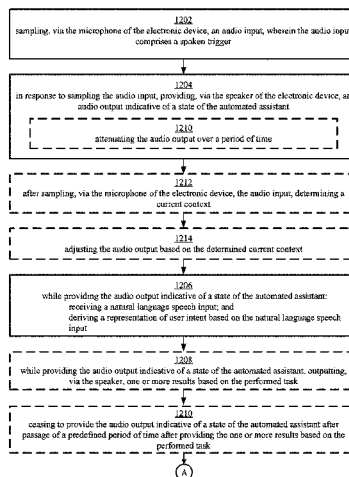 1202
sampling, via the microphone of the electronic device, an audio input, wherein the audio input
comprises a spoken trigger
1204
in response to sampling the audio input, providing, via the speaker of the electronic device, an
audio output indicative of a state of the automated assistant
1210
attenuating the audio output over a period of time
1212
after sampling, via the microphone of the electronic device, the audio input, determining a
current context
1214
adjusting the audio output based on the determined current context
1206
while providing the audio output indicative of a state of the automated assistant:
receiving a natural language speech input; and
deriving a representation of user intent based on the natural language speech
input
1208
while providing the audio output indicative of a state of the automated assistant, outputting,
via the speaker, one or more results based on the performed task
1210
ceasing to provide the audio output indicative of a state of the automated assistant after
passage of a predefined period of time after providing the one or more results based on the
performed task
A